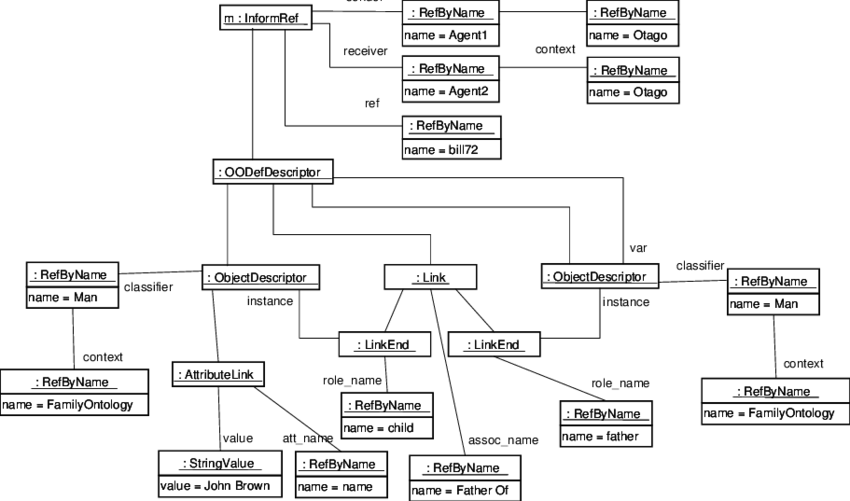 m : InformRef
: RefByName
name = Agent1
: RefByName
name = Otago
receiver
: RefByName
name = Agent2
context
: RefByName
name = Otago
ref
: RefByName
name = bill72
: OODefDescriptor
var
: RefByName
name = Man
classifier
: ObjectDescriptor
instance
: Link
: ObjectDescriptor
instance
classifier
: RefByName
name = Man
context
: LinkEnd
: LinkEnd
context
: RefByName
name = FamilyOntology
: AttributeLink
role_name
: RefByName
name = child
role_name
: RefByName
name = father
: RefByName
name = FamilyOntology
value
att_name
assoc_name
: StringValue
value = John Brown
: RefByName
name = name
: RefByName
name = Father Of